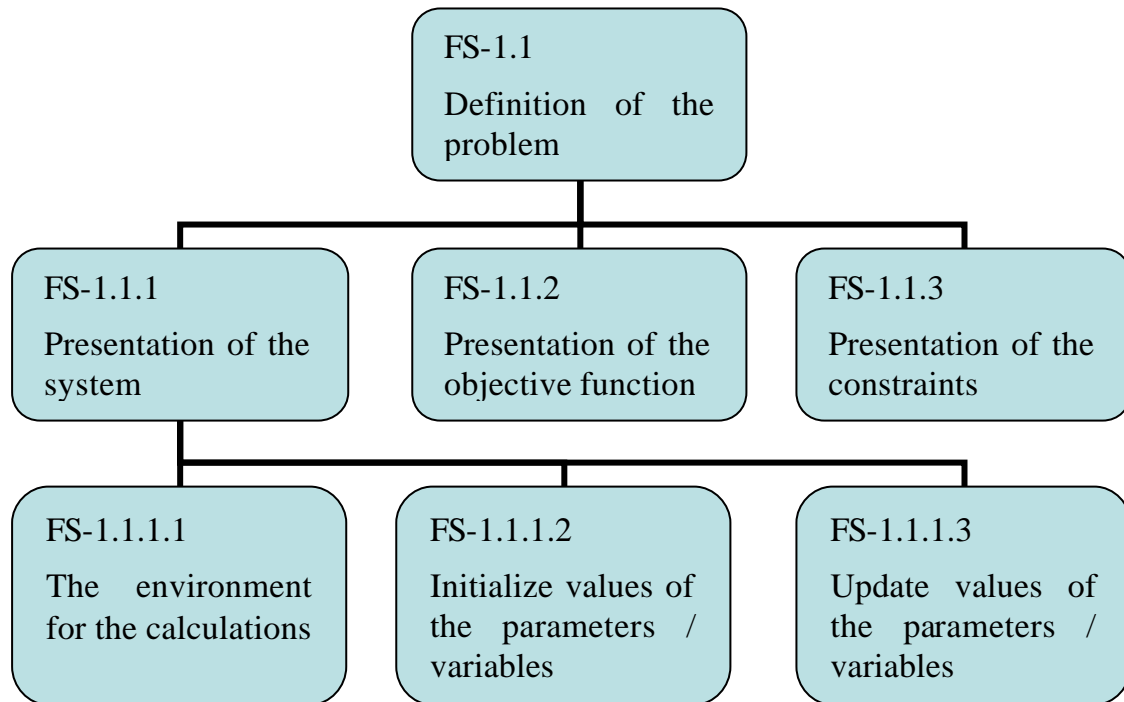 FS-1.1
Definition of the
problem
FS-1.1.1
Presentation of the
system
FS-1.1.2
Presentation of the
objective function
FS-1.1.3
Presentation of the
constraints
FS-1.1.1.1
The environment
for the calculations
FS-1.1.1.2
Initialize values of
the parameters /
variables
FS-1.1.1.3
Update values of
the parameters /
variables